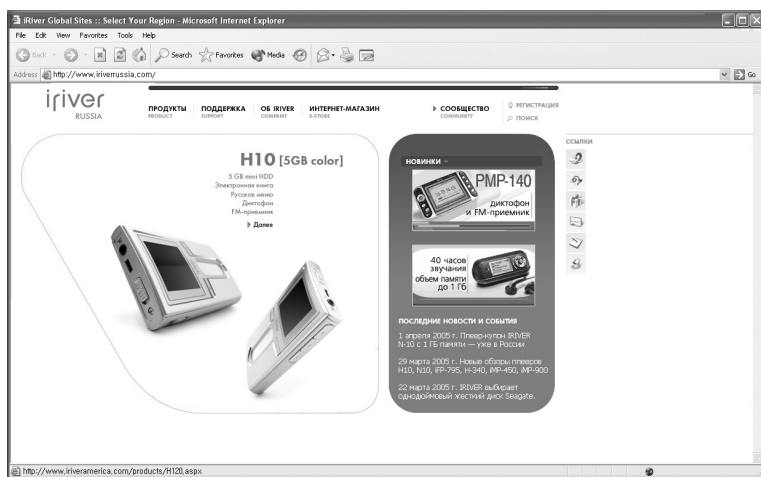 iRiver Global Sites :: Select Your Region - Microsoft Internet Explorer
File Edit View Favorites Tools Help
Back Search Favorites Media
Address http://www.iriverrussia.com/ Go
iriver
RUSSIA
ПРОДУКТЫ ПОДДЕРЖКА ОБ IRIVER ИНТЕРНЕТ-МАГАЗИН СООБЩЕСТВО РЕГИСТРАЦИЯ
PRODUCT SUPPORT COMPANY E-STORE COMMUNITY ПОИСК
ССЫЛКИ
H10 [5GB color]
5 GB mini HDD
Электронная книга
Русское меню
Диктофон
FM-приемник
Далее
НОВИНКИ
PMP-140
диктофон
и FM-приемник
40 часов
звучания
объем памяти
до 1 Гб
ПОСЛЕДНИЕ НОВОСТИ И СОБЫТИЯ
1 апреля 2005 г. Плеер-кулон IRIVER
N-10 с 1 ГБ памяти — уже в России
29 марта 2005 г. Новые обзоры плееров
H10, N10, iFP-795, H-340, iMP-450, iMP-900
22 марта 2005 г. IRIVER выбирает
однодюймовый жесткий диск Seagate.
http://www.iriveramerica.com/products/H120.aspx